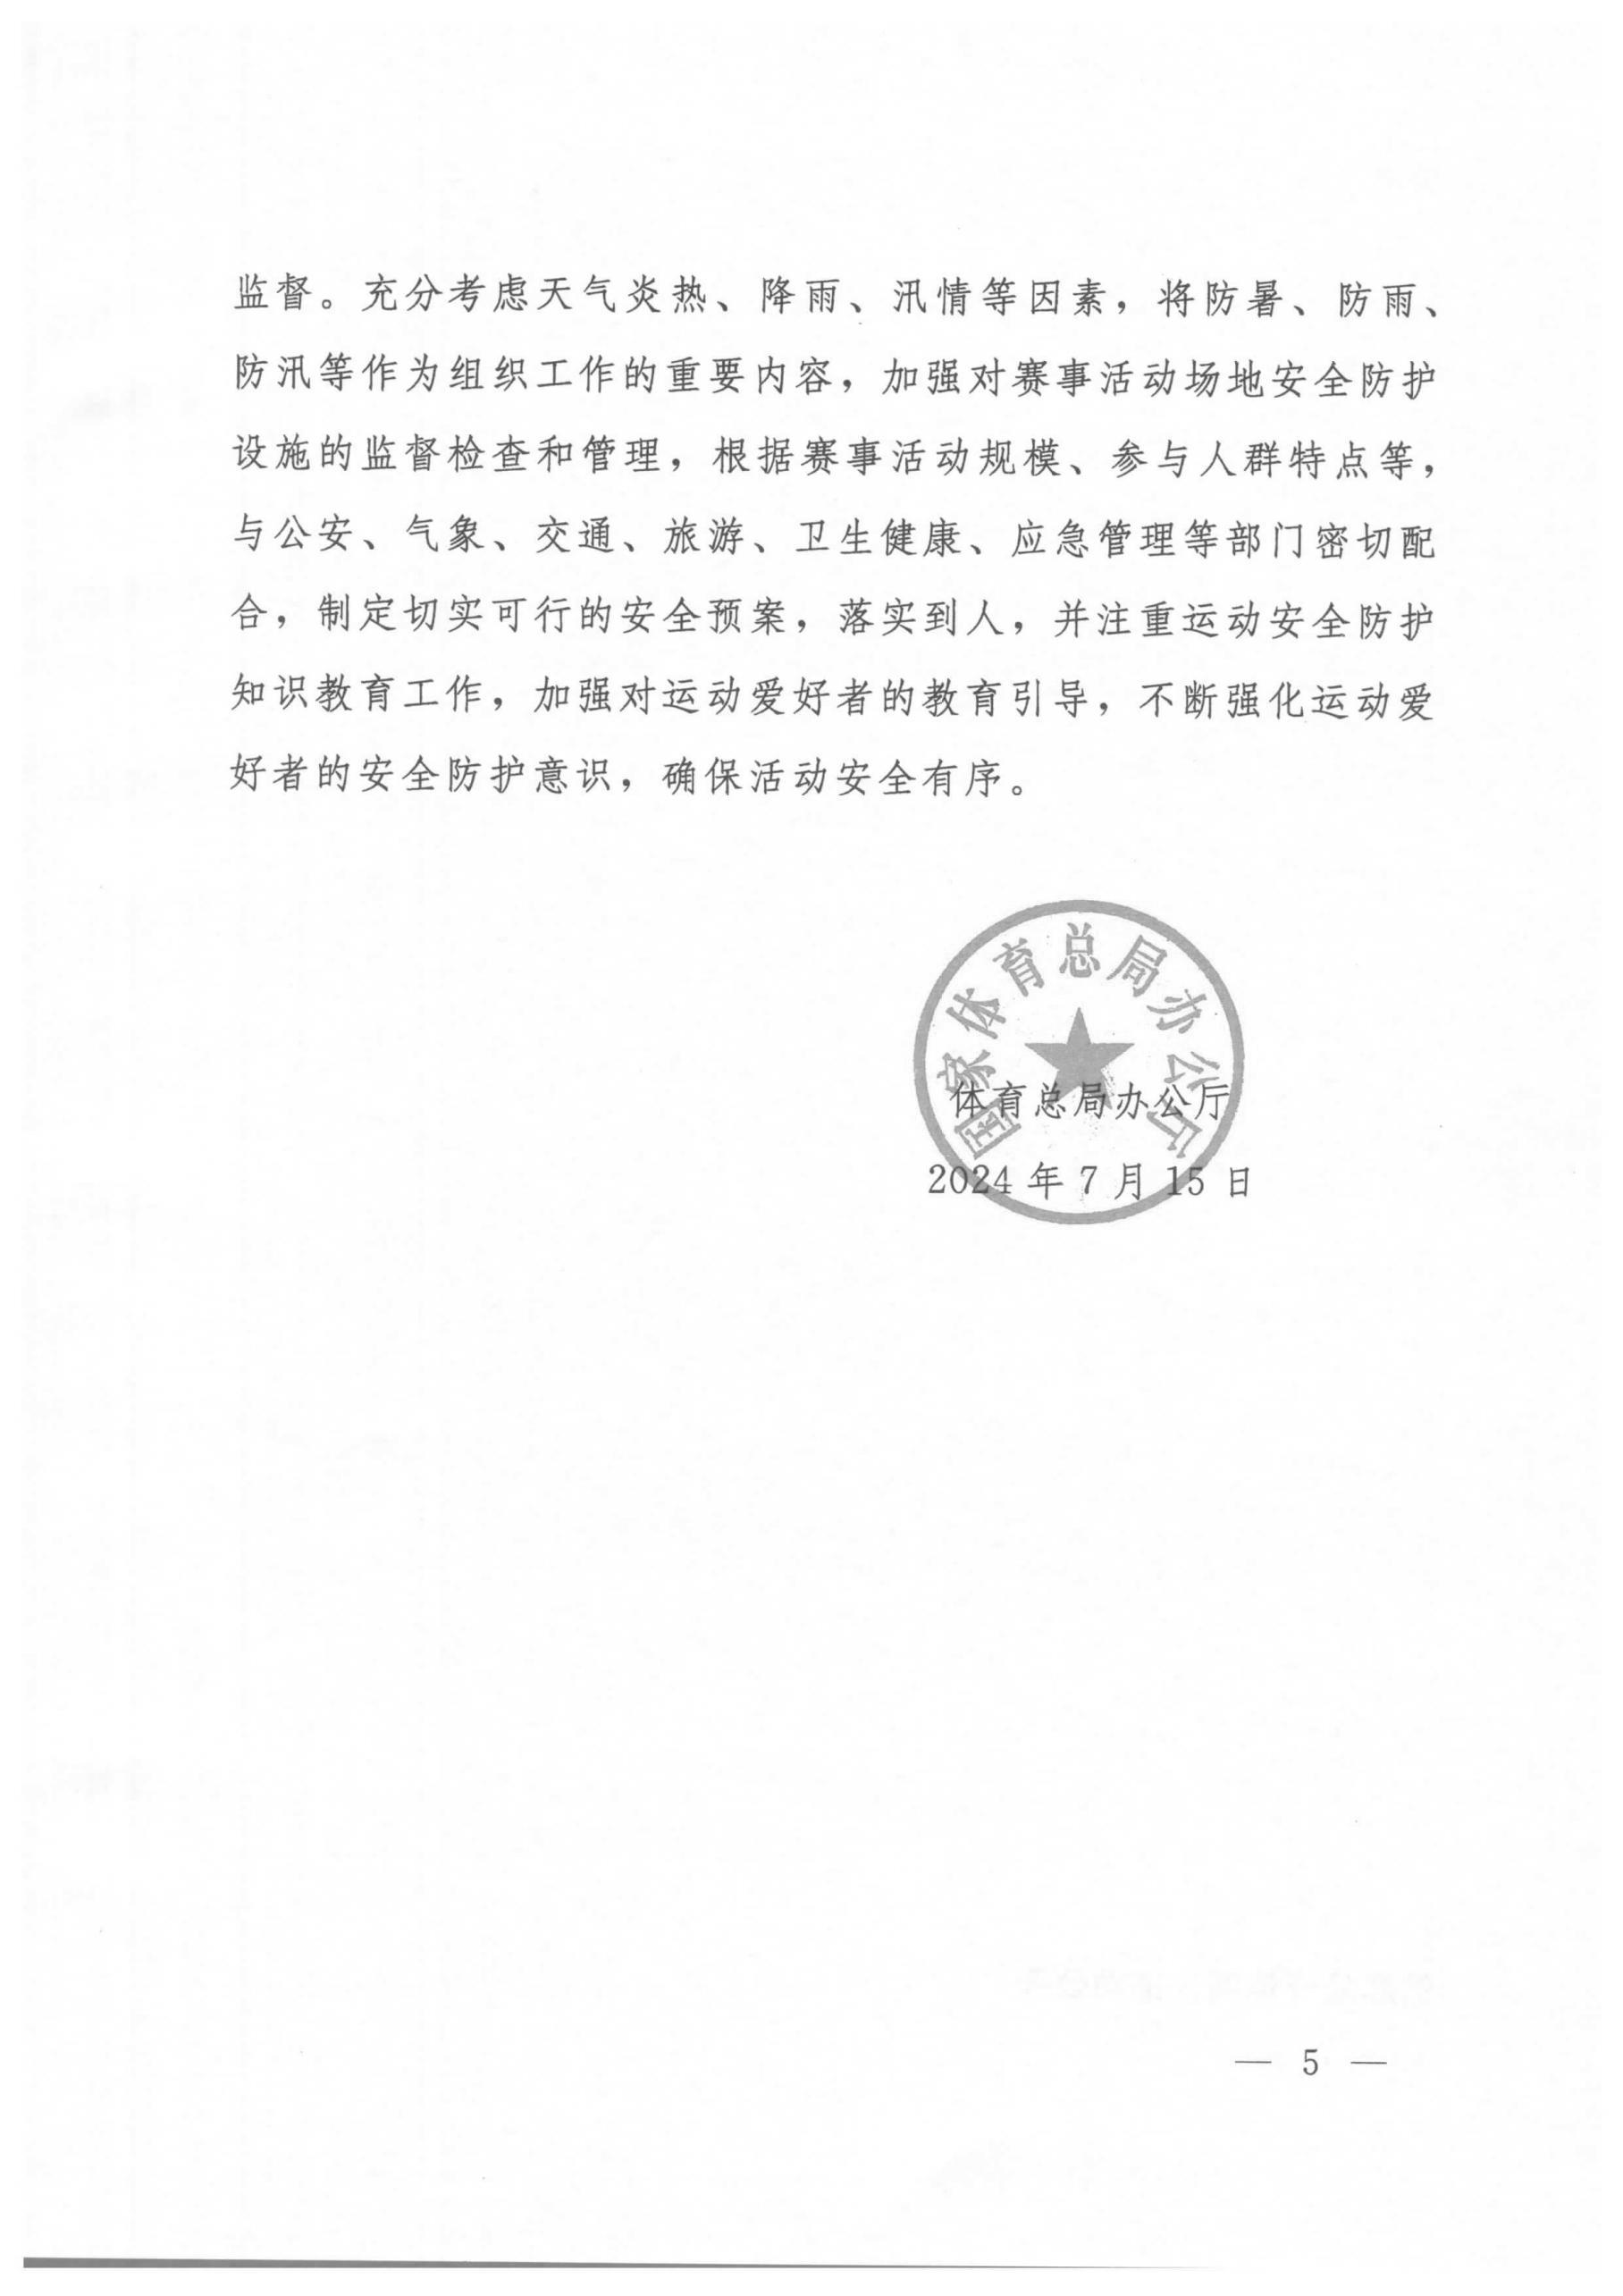 监督。充分考虑天气炎热、降雨、汛情等因素，将防暑、防雨、
防汛等作为组织工作的重要内容，加强对赛事活动场地安全防护
设施的监督检查和管理，根据赛事活动规模、参与人群特点等，
与公安、气象、交通、旅游、卫生健康、应急管理等部门密切配
合，制定切实可行的安全预案，落实到人，并注重运动安全防护
知识教育工作，加强对运动爱好者的教育引导，不断强化运动爱
好者的安全防护意识，确保活动安全有序。
国家体育总局办公厅
体育总局办公厅
2024 年 7 月 15 日
— 5 —